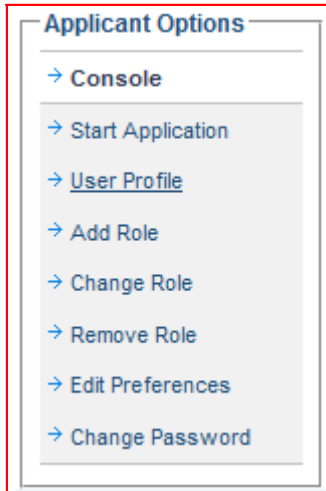 Applicant Options
Console
Start Application
User Profile
Add Role
Change Role
Remove Role
Edit Preferences
Change Password